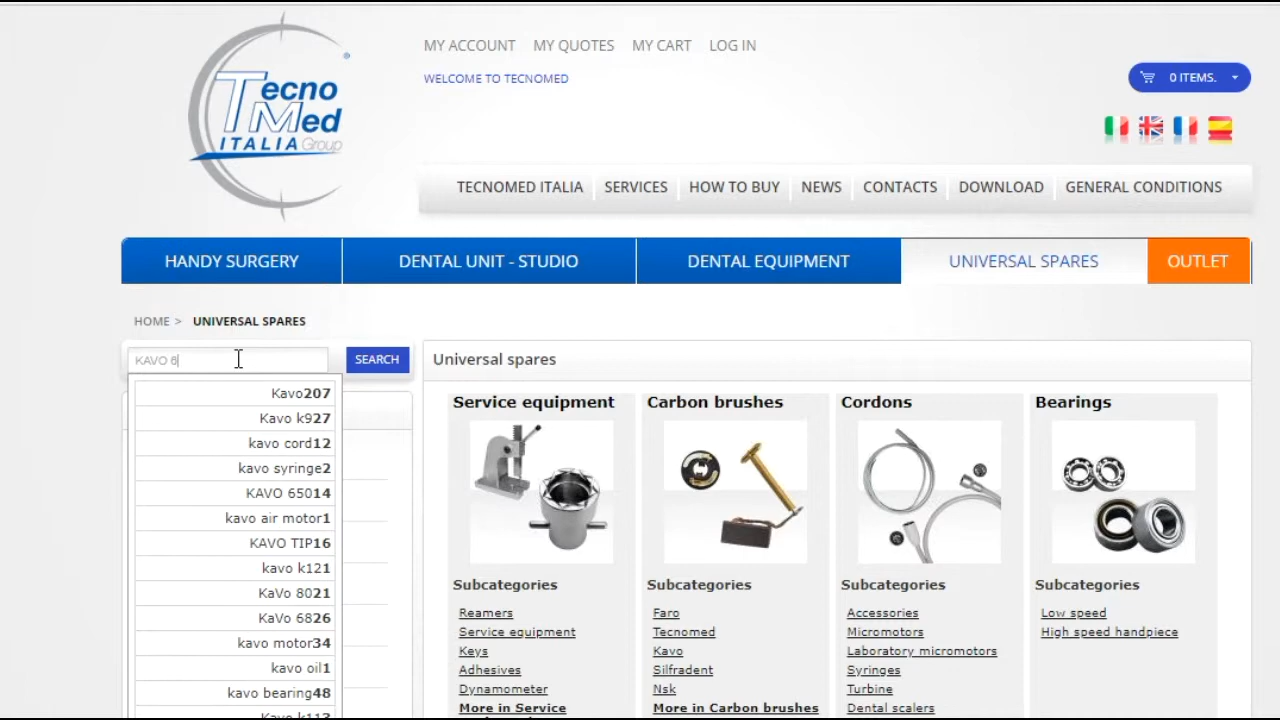 MY ACCOUNT MY QUOTES MY CART LOG IN
WELCOME TO TECNOMED
0 ITEMS.
Tecno
Med
ITALIA Group
®
TECNOMED ITALIA SERVICES HOW TO BUY NEWS CONTACTS DOWNLOAD GENERAL CONDITIONS
HANDY SURGERY DENTAL UNIT - STUDIO DENTAL EQUIPMENT UNIVERSAL SPARES OUTLET
HOME > UNIVERSAL SPARES
KAVO 6 SEARCH
Kavo207
Kavo k927
kavo cord12
kavo syringe2
KAVO 65014
kavo air motor1
KAVO TIP16
kavo k121
KaVo 8021
KaVo 6826
kavo motor34
kavo oil1
kavo bearing48
Kavo k113
Universal spares
Service equipment Carbon brushes Cordons Bearings
Subcategories Subcategories Subcategories Subcategories
Reamers Faro Accessories Low speed
Service equipment Tecnomed Micromotors High speed handpiece
Keys Kavo Laboratory micromotors
Adhesives Silfradent Syringes
Dynamometer Nsk Turbine
More in Service More in Carbon brushes Dental scalers